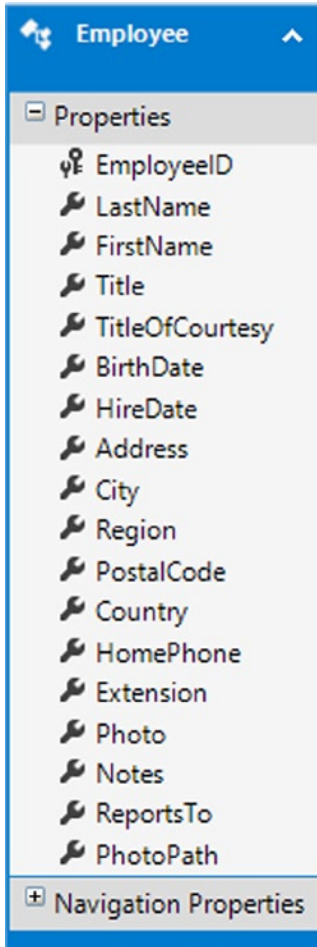 Employee
Properties
EmployeeID
LastName
FirstName
Title
TitleOfCourtesy
BirthDate
HireDate
Address
City
Region
PostalCode
Country
HomePhone
Extension
Photo
Notes
ReportsTo
PhotoPath
Navigation Properties